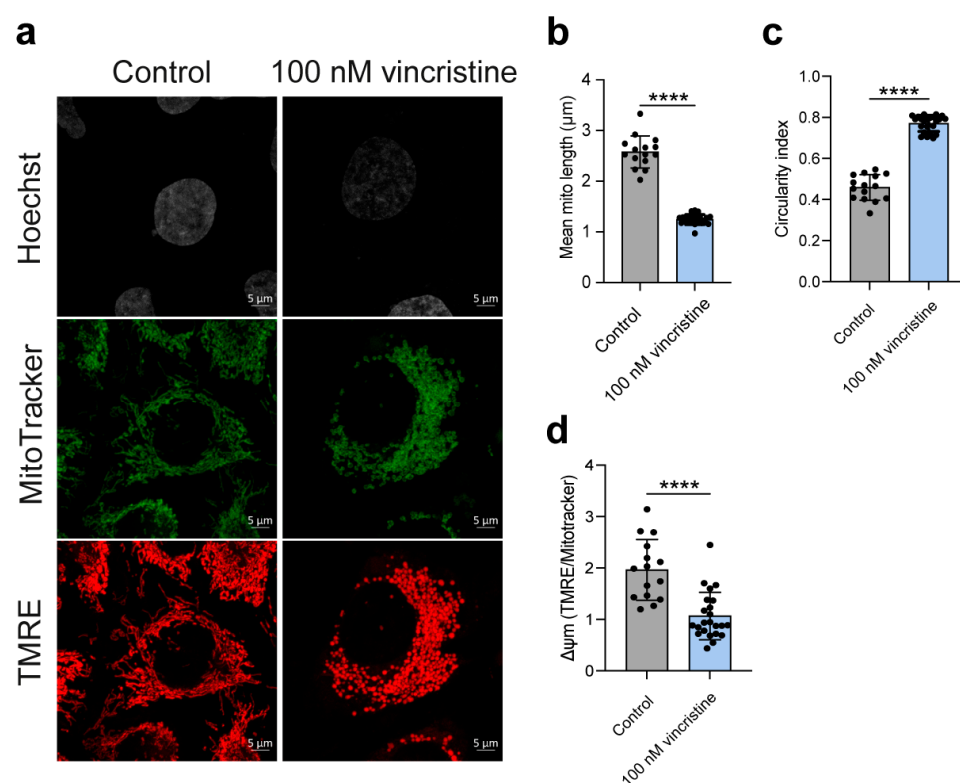 a
Control
100 nM vincristine
Hoechst
5 µm
5 µm
MitoTracker
5 µm
5 µm
TMRE
5 µm
5 µm
b
Mean mito length (µm)
4
3
2
1
0
****
Control
100 nM vincristine
c
Circularity index
1.0
0.8
0.6
0.4
0.2
0.0
****
Control
100 nM vincristine
d
Δψm (TMRE/Mitotracker)
4
3
2
1
0
****
Control
100 nM vincristine